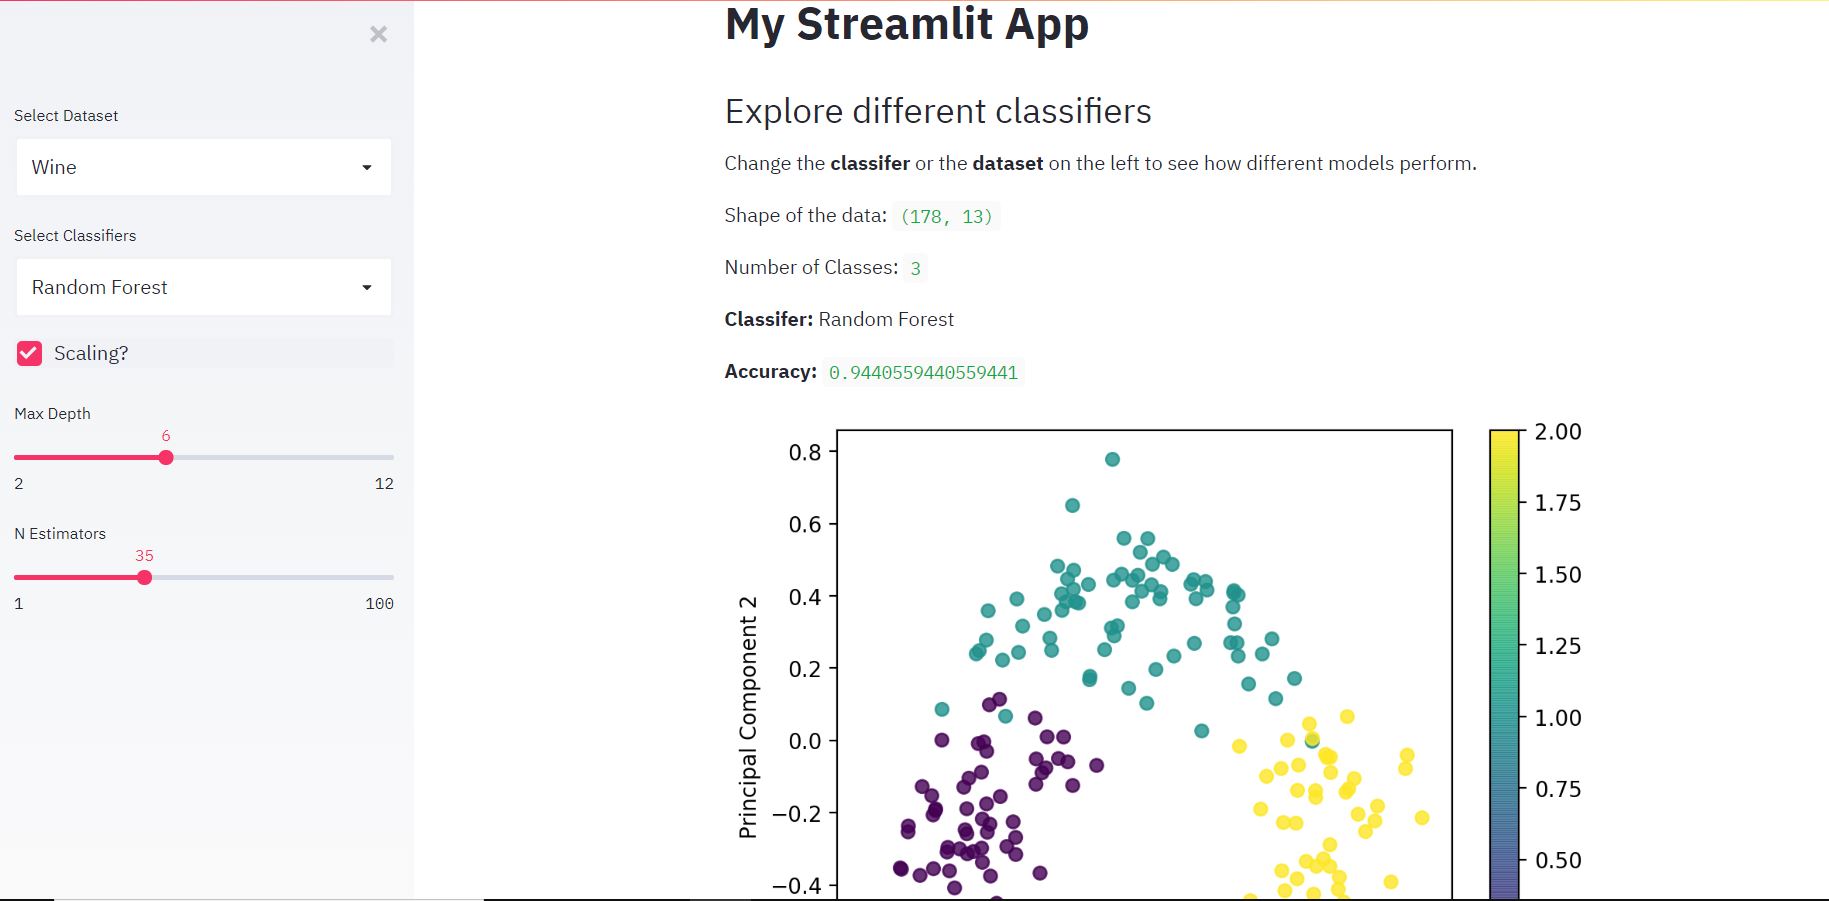 ×
Select Dataset
Wine
Select Classifiers
Random Forest
Scaling?
Max Depth
6
2 12
N Estimators
35
1 100
My Streamlit App
Explore different classifiers
Change the classifer or the dataset on the left to see how different models perform.
Shape of the data: (178, 13)
Number of Classes: 3
Classifer: Random Forest
Accuracy: 0.9440559440559441
Principal Component 2
0.8
0.6
0.4
0.2
0.0
−0.2
−0.4
2.00
1.75
1.50
1.25
1.00
0.75
0.50